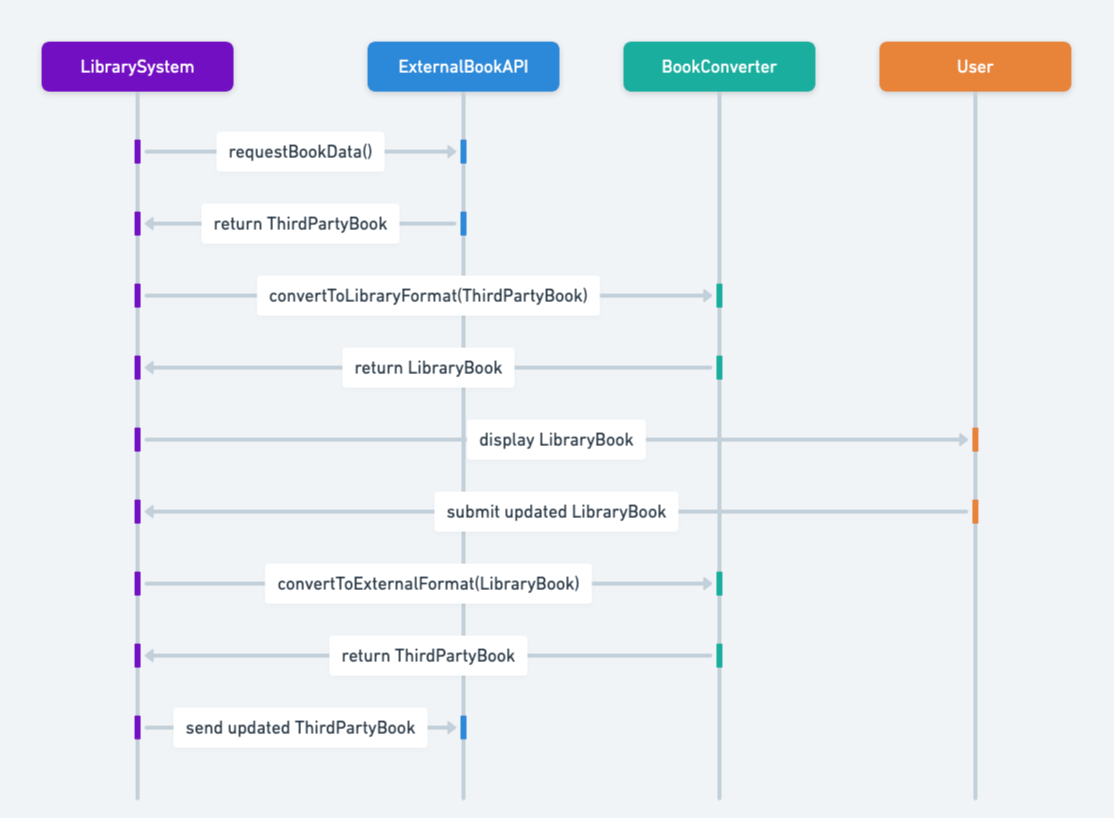 LibrarySystem
ExternalBookAPI
BookConverter
User
requestBookData()
return ThirdPartyBook
convertToLibraryFormat(ThirdPartyBook)
return LibraryBook
display LibraryBook
submit updated LibraryBook
convertToExternalFormat(LibraryBook)
return ThirdPartyBook
send updated ThirdPartyBook